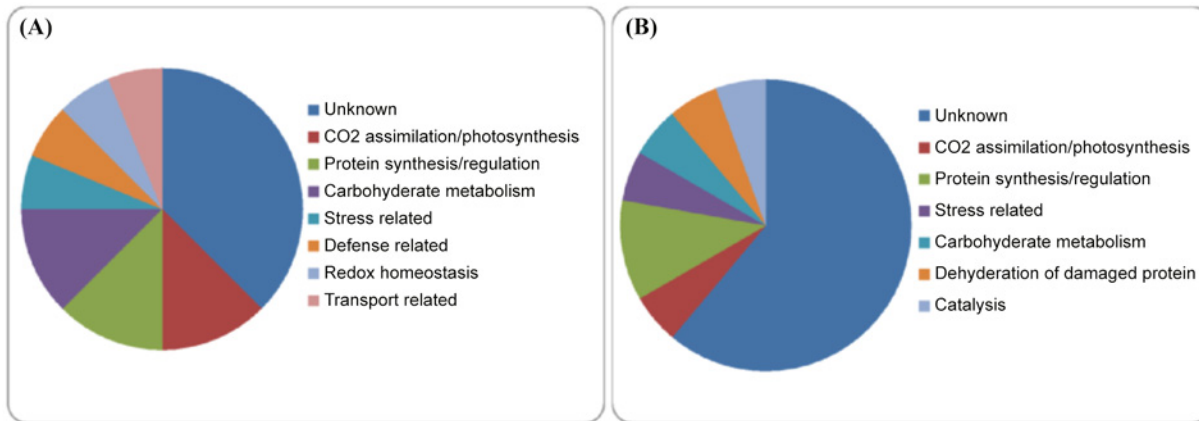 (A)
Unknown
CO2 assimilation/photosynthesis
Protein synthesis/regulation
Carbohyderate metabolism
Stress related
Defense related
Redox homeostasis
Transport related
(B)
Unknown
CO2 assimilation/photosynthesis
Protein synthesis/regulation
Stress related
Carbohyderate metabolism
Dehyderation of damaged protein
Catalysis